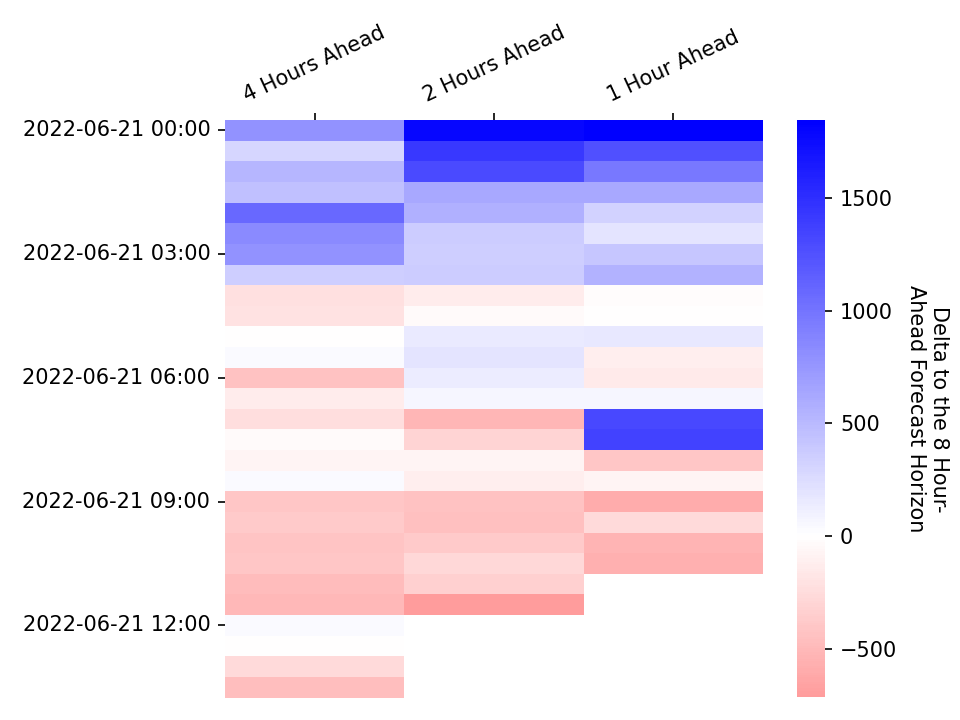 4 Hours Ahead
2 Hours Ahead
1 Hour Ahead
2022-06-21 00:00
2022-06-21 03:00
2022-06-21 06:00
2022-06-21 09:00
2022-06-21 12:00
1500
1000
500
0
−500
Delta to the 8 Hour-
Ahead Forecast Horizon